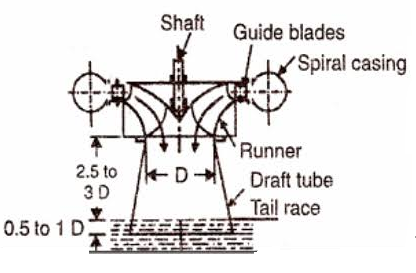 Shaft
Guide blades
Spiral casing
Runner
2.5 to
3 D
D
Draft tube
Tail race
0.5 to 1 D